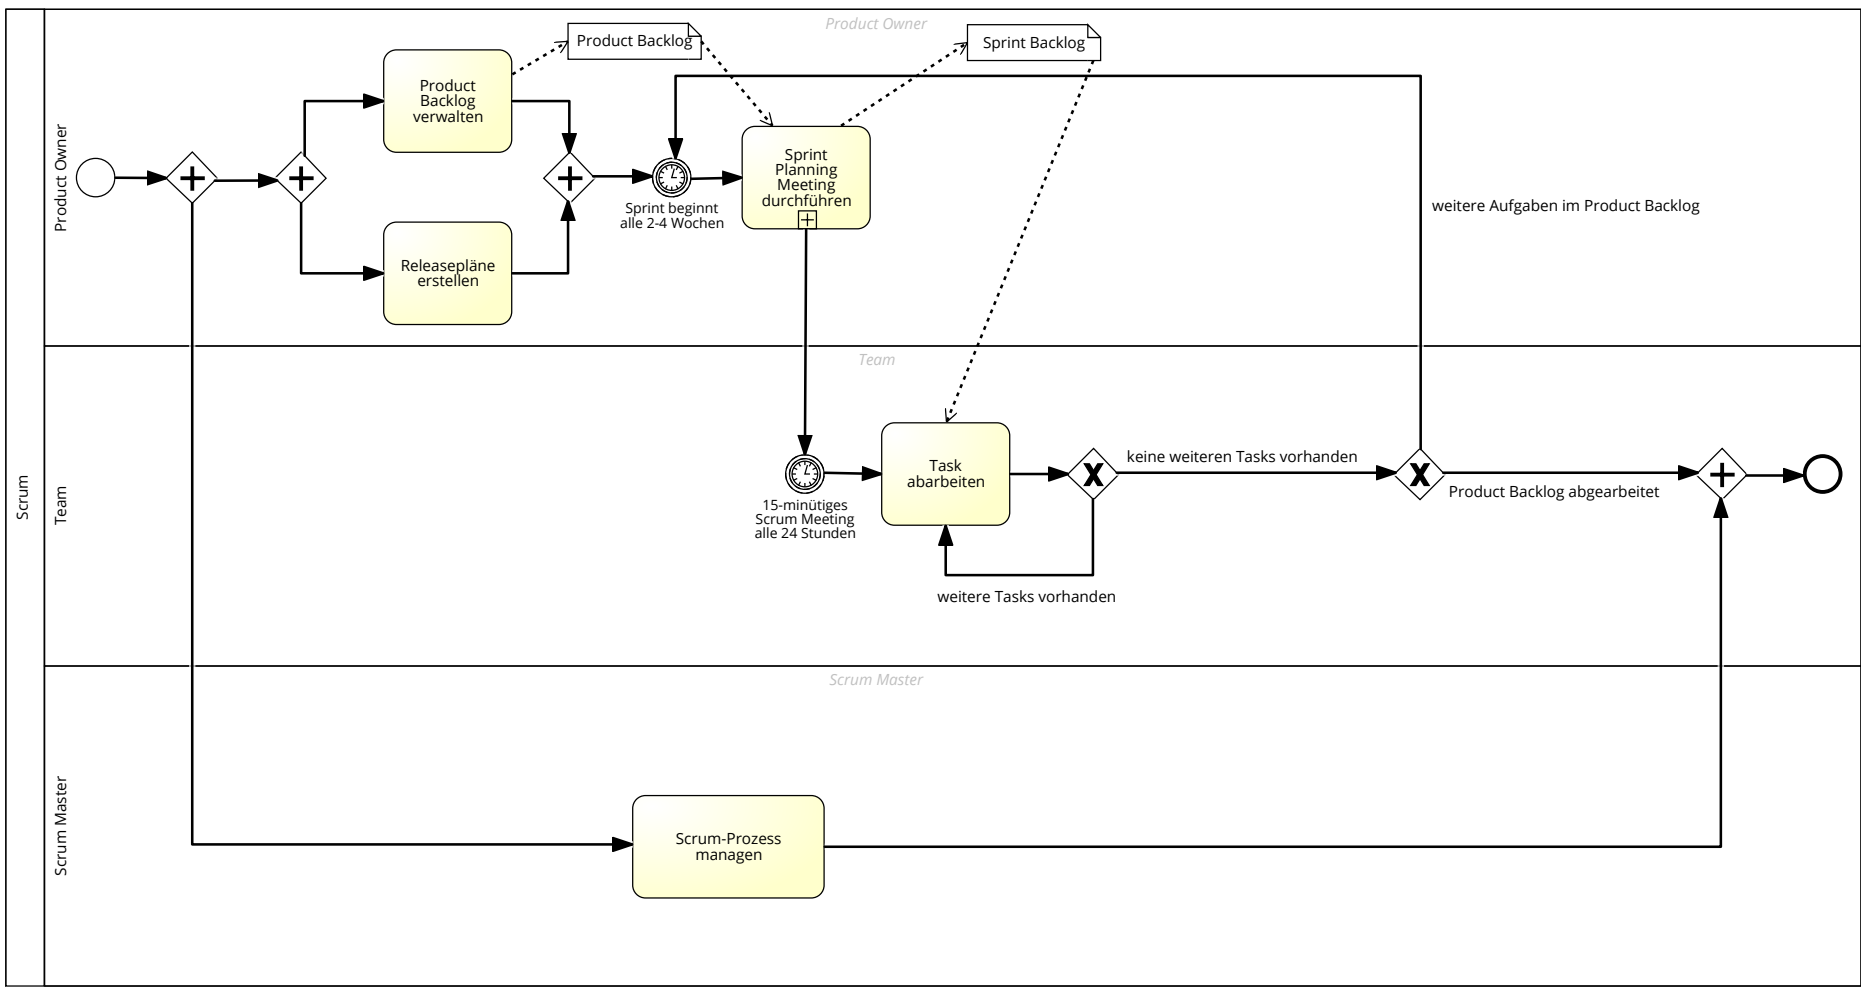 Scrum
Product Owner
Product Owner
Product Backlog
Sprint Backlog
Product
Backlog
verwalten
Releasepläne
erstellen
Sprint beginnt
alle 2-4 Wochen
Sprint
Planning
Meeting
durchführen
weitere Aufgaben im Product Backlog
Team
Team
15-minütiges
Scrum Meeting
alle 24 Stunden
Task
abarbeiten
keine weiteren Tasks vorhanden
weitere Tasks vorhanden
Product Backlog abgearbeitet
Scrum Master
Scrum Master
Scrum-Prozess
managen